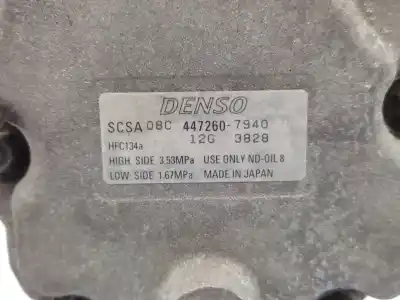 DENSO
SCSA 08C 447260-7940
12G 3828
HFC134a
HIGH SIDE 3.53MPa USE ONLY ND-OIL 8
LOW SIDE 1.67MPa MADE IN JAPAN